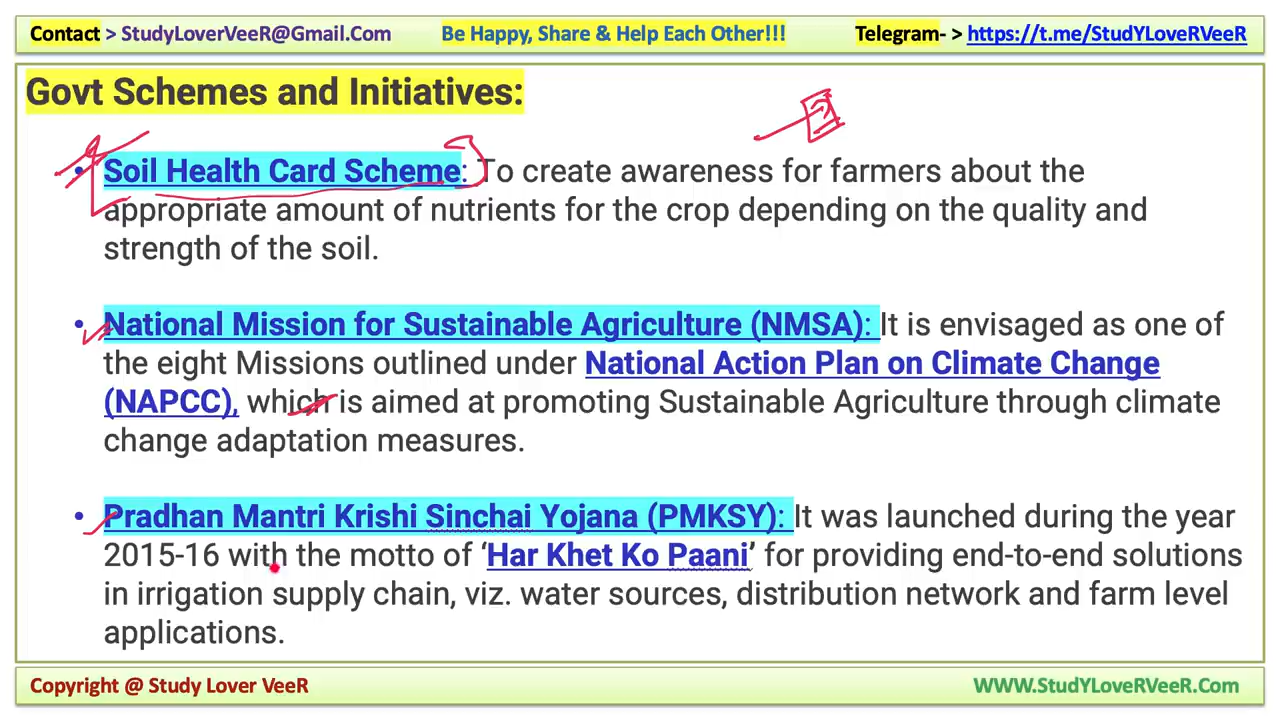 Contact > StudyLoverVeeR@Gmail.Com Be Happy, Share & Help Each Other!!! Telegram- > https://t.me/StudYLoVeRVeeR
Govt Schemes and Initiatives:
• Soil Health Card Scheme: To create awareness for farmers about the
appropriate amount of nutrients for the crop depending on the quality and
strength of the soil.
• National Mission for Sustainable Agriculture (NMSA): It is envisaged as one of
the eight Missions outlined under National Action Plan on Climate Change
(NAPCC), which is aimed at promoting Sustainable Agriculture through climate
change adaptation measures.
• Pradhan Mantri Krishi Sinchai Yojana (PMKSY): It was launched during the year
2015-16 with the motto of ‘Har Khet Ko Paani’ for providing end-to-end solutions
in irrigation supply chain, viz. water sources, distribution network and farm level
applications.
Copyright @ Study Lover VeeR WWW.StudYLoVeRVeeR.Com